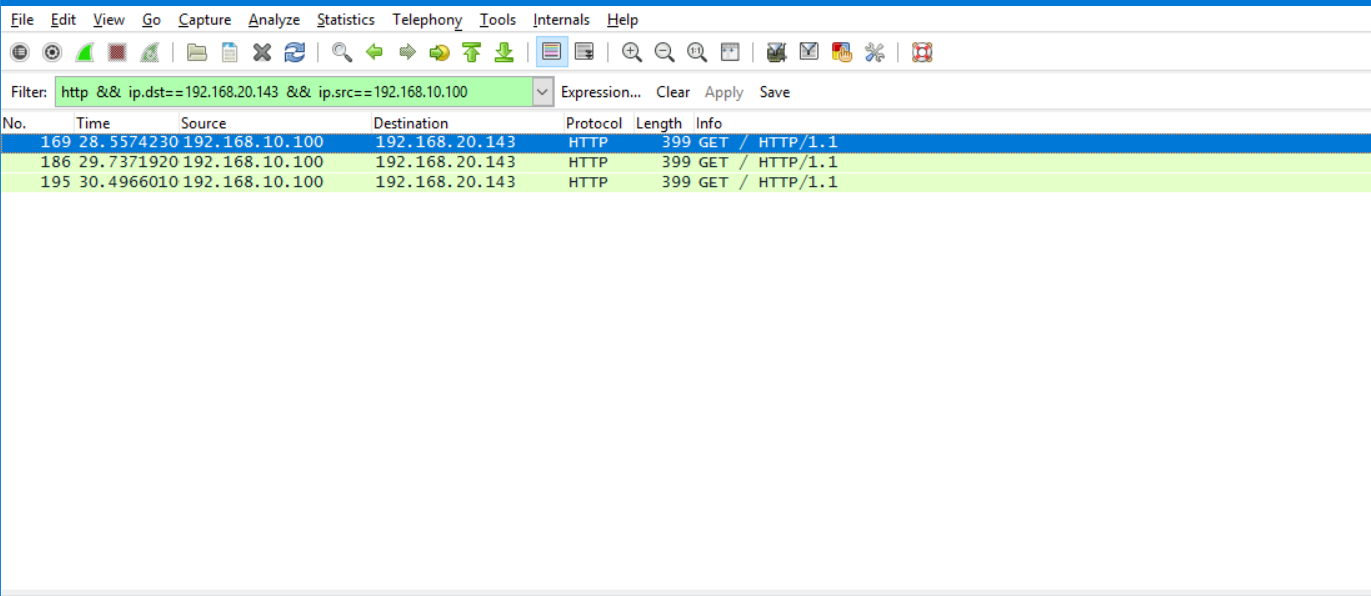 File Edit View Go Capture Analyze Statistics Telephony Tools Internals Help
Filter: http && ip.dst==192.168.20.143 && ip.src==192.168.10.100 Expression... Clear Apply Save
No. Time Source Destination Protocol Length Info
169 28.5574230 192.168.10.100 192.168.20.143 HTTP 399 GET / HTTP/1.1
186 29.7371920 192.168.10.100 192.168.20.143 HTTP 399 GET / HTTP/1.1
195 30.4966010 192.168.10.100 192.168.20.143 HTTP 399 GET / HTTP/1.1